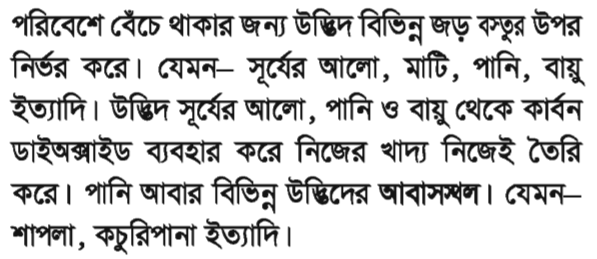 পরিবেশে বেঁচে থাকার জন্য উদ্ভিদ বিভিন্ন জড় বস্তুর উপর
নির্ভর করে। যেমন– সূর্যের আলো, মাটি, পানি, বায়ু
ইত্যাদি। উদ্ভিদ সূর্যের আলো, পানি ও বায়ু থেকে কার্বন
ডাইঅক্সাইড ব্যবহার করে নিজের খাদ্য নিজেই তৈরি
করে। পানি আবার বিভিন্ন উদ্ভিদের আবাসস্থল। যেমন–
শাপলা, কচুরিপানা ইত্যাদি।